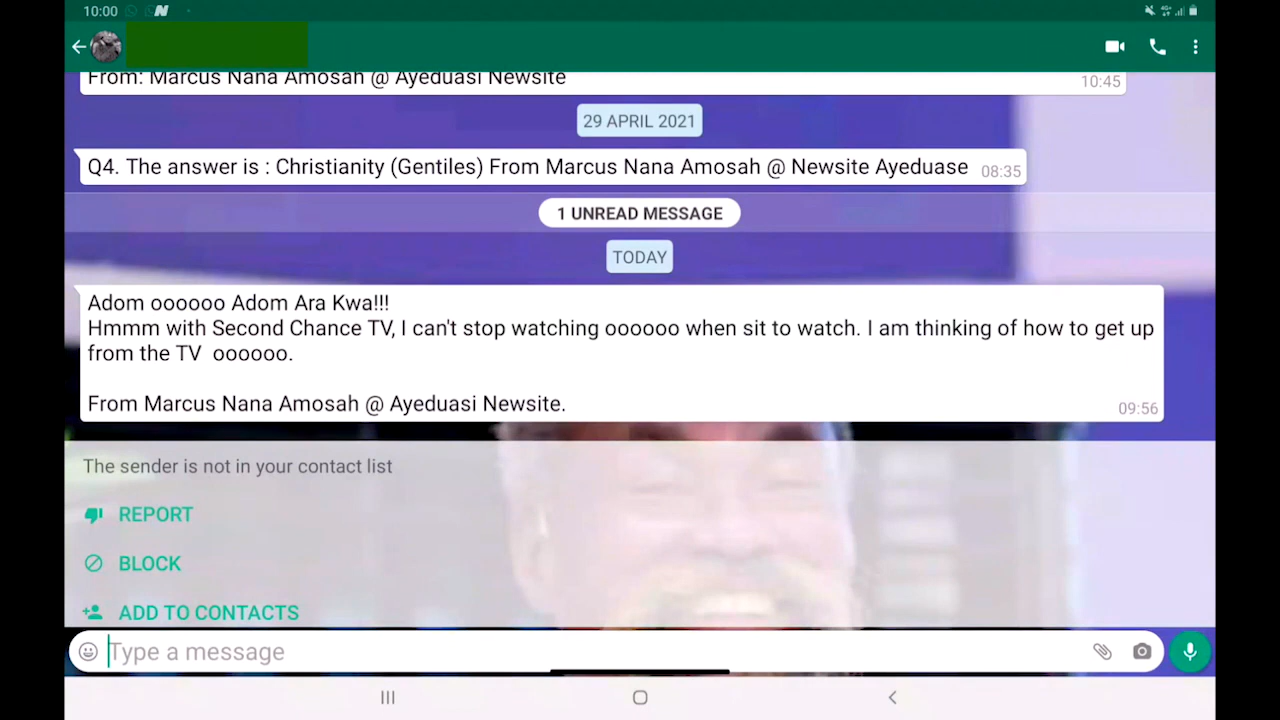 10:00
From: Marcus Nana Amosah @ Ayeduasi Newsite
10:45
29 APRIL 2021
Q4. The answer is : Christianity (Gentiles) From Marcus Nana Amosah @ Newsite Ayeduase 08:35
1 UNREAD MESSAGE
TODAY
Adom oooooo Adom Ara Kwa!!!
Hmmm with Second Chance TV, I can't stop watching oooooo when sit to watch. I am thinking of how to get up
from the TV oooooo.
From Marcus Nana Amosah @ Ayeduasi Newsite.
09:56
The sender is not in your contact list
REPORT
BLOCK
ADD TO CONTACTS
Type a message